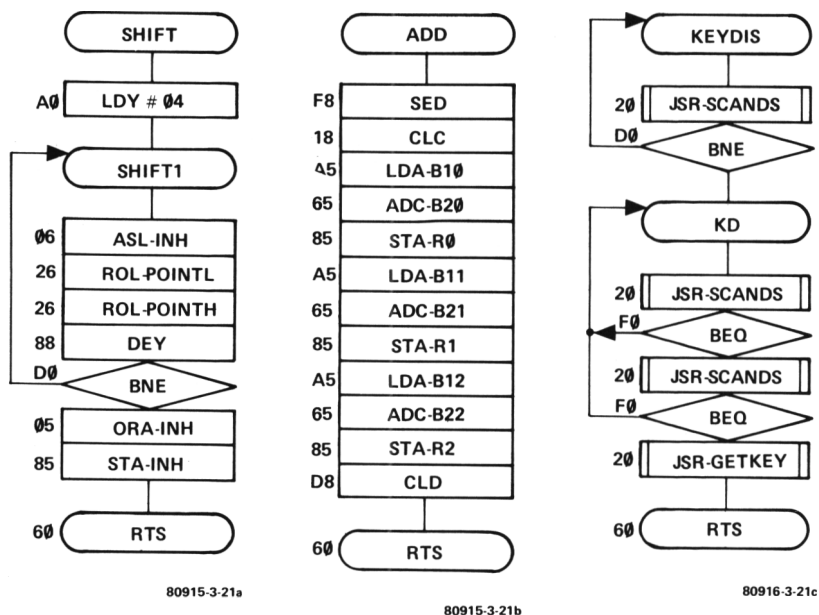 SHIFT
A0 LDY # 04
SHIFT1
06 ASL-INH
26 ROL-POINTL
26 ROL-POINTH
88 DEY
D0 BNE
05 ORA-INH
85 STA-INH
60 RTS
80915-3-21a
ADD
F8 SED
18 CLC
A5 LDA-B10
65 ADC-B20
85 STA-R0
A5 LDA-B11
65 ADC-B21
85 STA-R1
A5 LDA-B12
65 ADC-B22
85 STA-R2
D8 CLD
60 RTS
80915-3-21b
KEYDIS
20 JSR-SCANDS
D0 BNE
KD
20 JSR-SCANDS
F0 BEQ
20 JSR-SCANDS
F0 BEQ
20 JSR-GETKEY
60 RTS
80916-3-21c